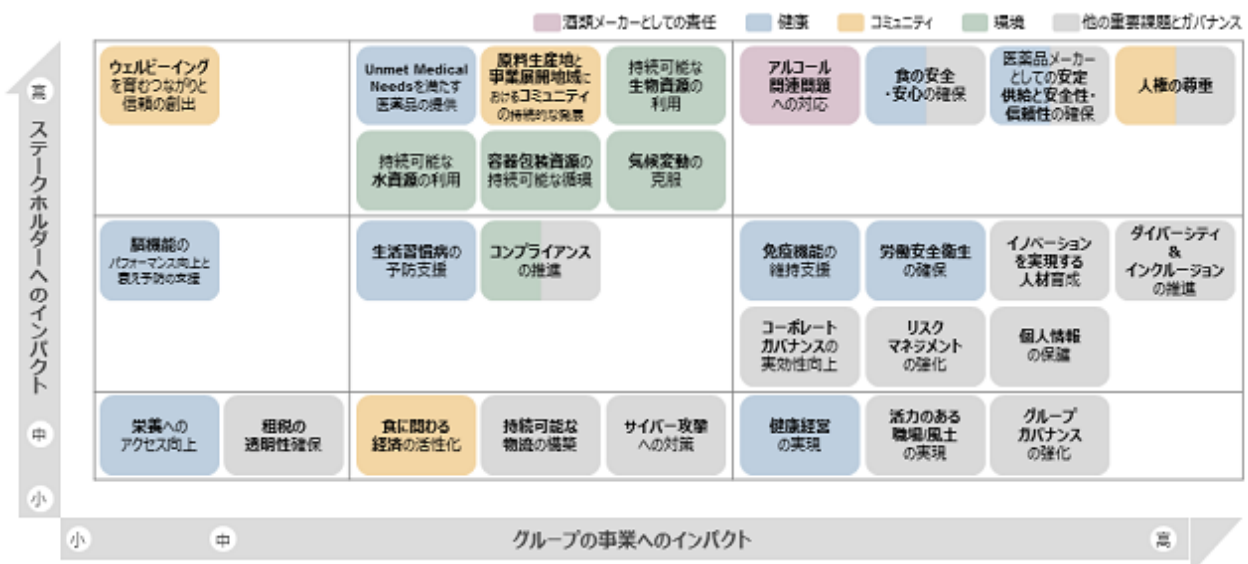 酒類メーカーとしての責任 健康 コミュニティ 環境 他の重要課題とガバナンス
高
ステークホルダーへのインパクト
中
小
ウェルビーイング
を育むつながりと
信頼の創出
Unmet Medical
Needsを満たす
医薬品の提供
原料生産地と
事業展開地域に
おけるコミュニティ
の持続的な発展
持続可能な
生物資源の
利用
アルコール
関連問題
への対応
食の安全
・安心の確保
医薬品メーカー
としての安定
供給と安全性・
信頼性の確保
人権の尊重
持続可能な
水資源の利用
容器包装資源の
持続可能な循環
気候変動の
克服
脳機能の
パフォーマンス向上と
衰え予防の支援
生活習慣病の
予防支援
コンプライアンス
の推進
免疫機能の
維持支援
労働安全衛生
の確保
イノベーション
を実現する
人材育成
ダイバーシティ
&
インクルージョン
の推進
コーポレート
ガバナンスの
実効性向上
リスク
マネジメント
の強化
個人情報
の保護
栄養への
アクセス向上
租税の
透明性確保
食に関わる
経済の活性化
持続可能な
物流の構築
サイバー攻撃
への対策
健康経営
の実現
活力のある
職場風土
の実現
グループ
ガバナンス
の強化
小 中 グループの事業へのインパクト 高